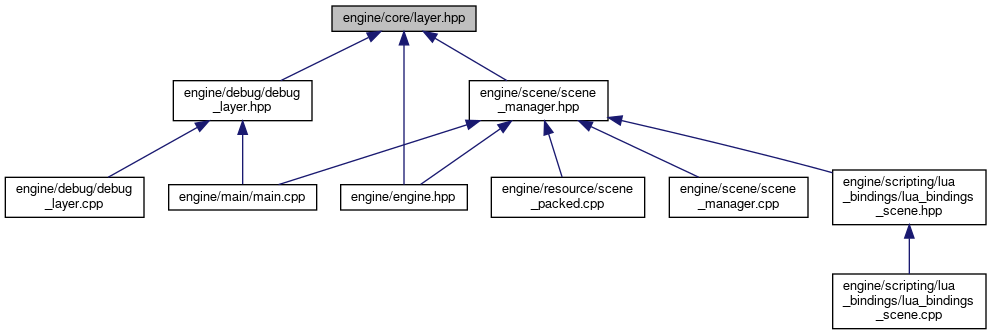 engine/core/layer.hpp
engine/debug/debug
_layer.hpp
engine/scene/scene
_manager.hpp
engine/debug/debug
_layer.cpp
engine/main/main.cpp
engine/engine.hpp
engine/resource/scene
_packed.cpp
engine/scene/scene
_manager.cpp
engine/scripting/lua
_bindings/lua_bindings
_scene.hpp
engine/scripting/lua
_bindings/lua_bindings
_scene.cpp